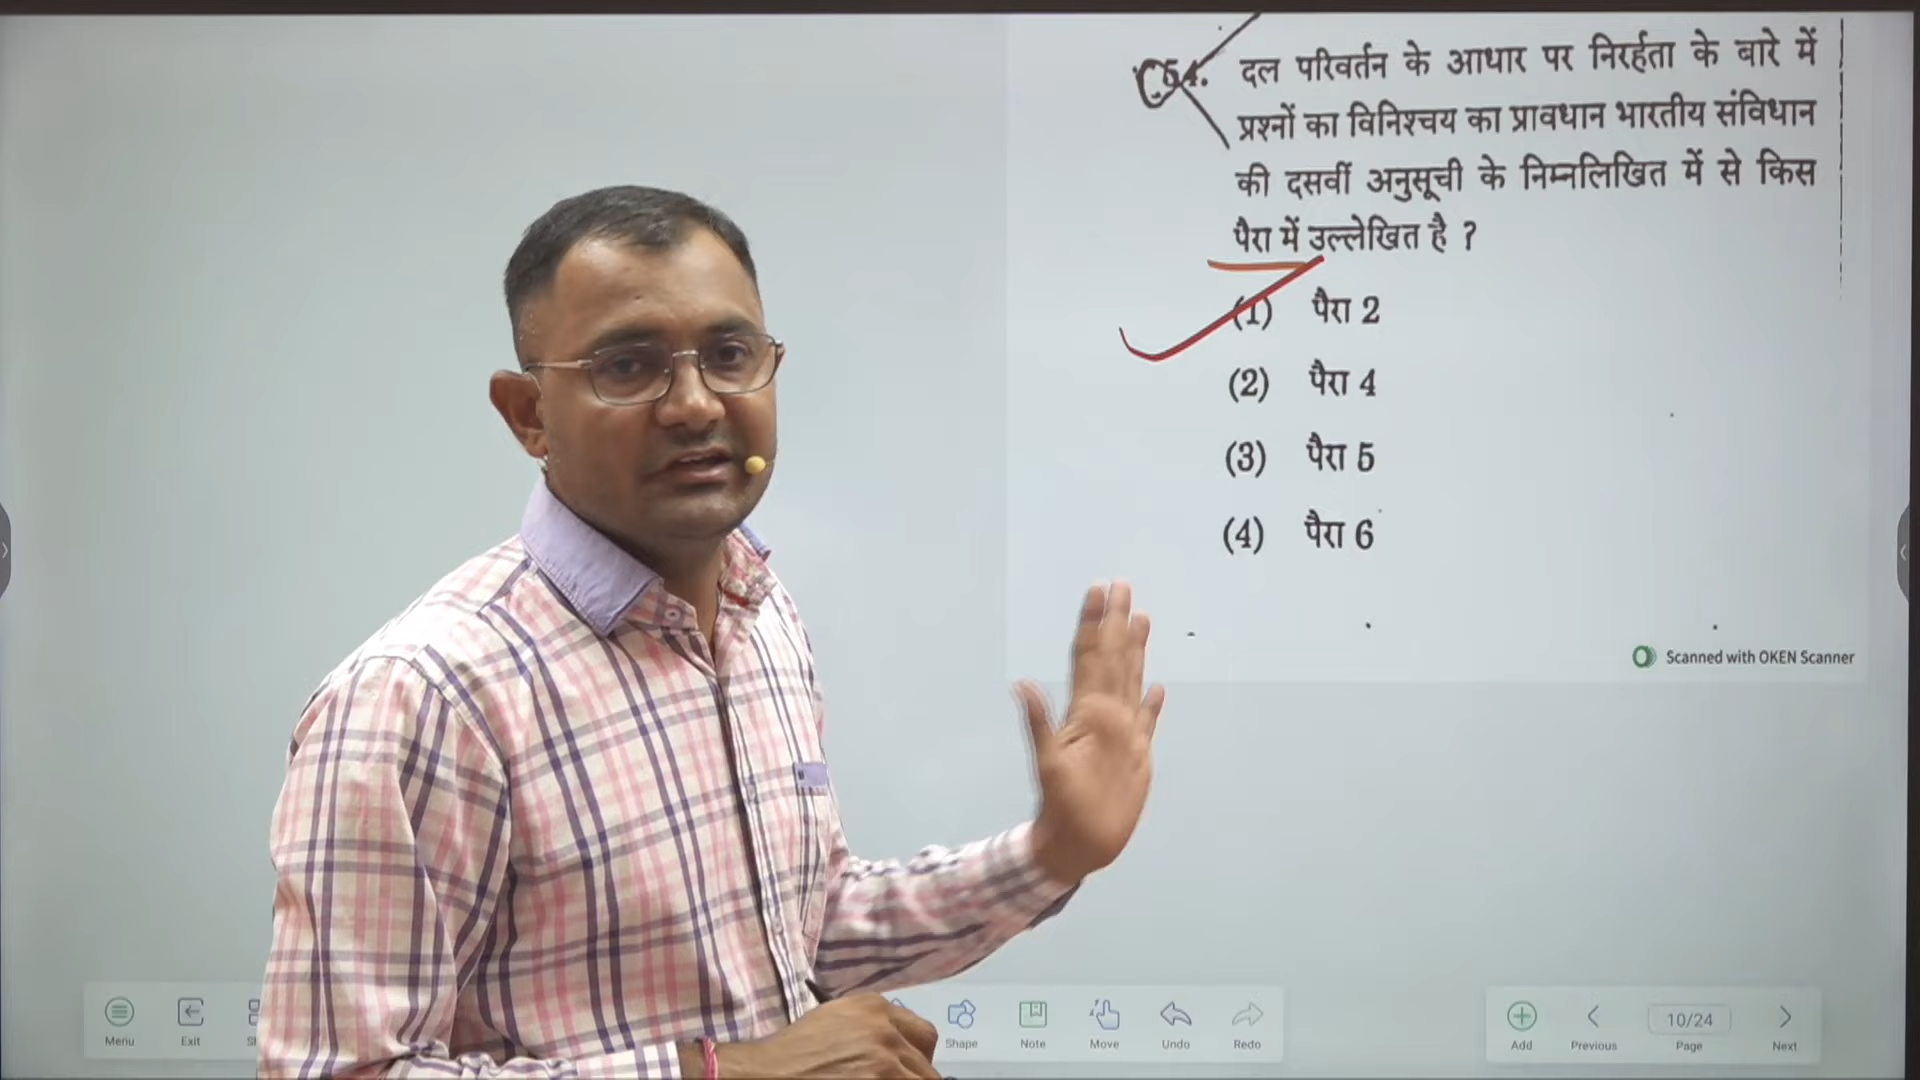 54. दल परिवर्तन के आधार पर निरर्हता के बारे में
प्रश्नों का विनिश्चय का प्रावधान भारतीय संविधान
की दसवीं अनुसूची के निम्नलिखित में से किस
पैरा में उल्लेखित है ?
(1) पैरा 2
(2) पैरा 4
(3) पैरा 5
(4) पैरा 6
Scanned with OKEN Scanner
Menu Exit Shape Note Move Undo Redo Add Previous 10/24 Page Next